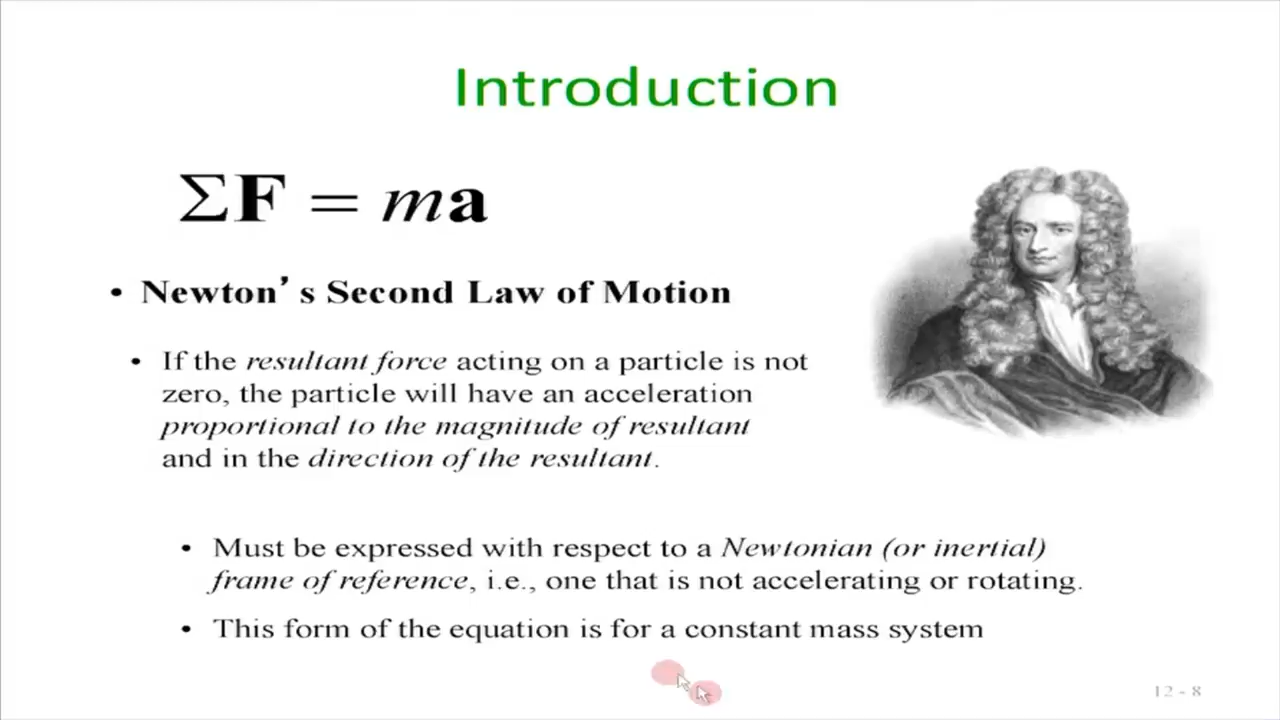 Introduction
ΣF = ma
• Newton's Second Law of Motion
• If the resultant force acting on a particle is not
zero, the particle will have an acceleration
proportional to the magnitude of resultant
and in the direction of the resultant.
• Must be expressed with respect to a Newtonian (or inertial)
frame of reference, i.e., one that is not accelerating or rotating.
• This form of the equation is for a constant mass system
12 - 8